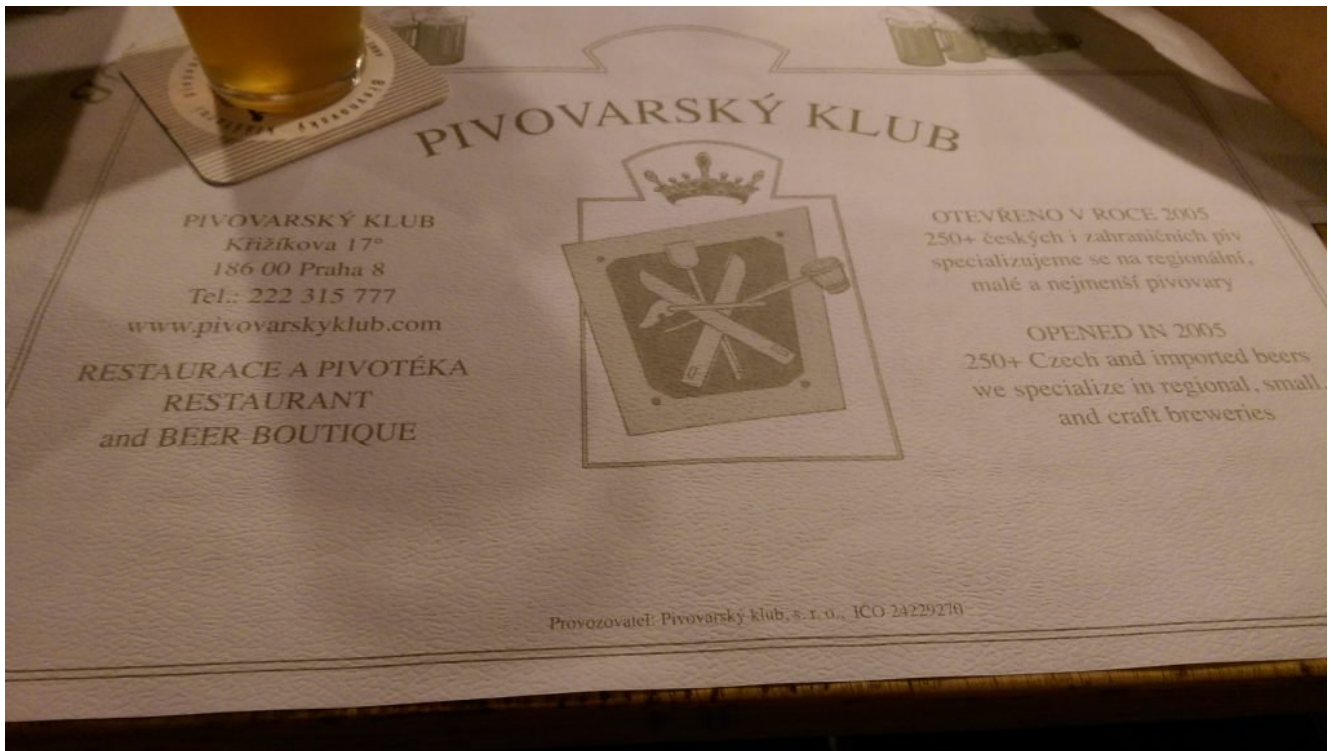 PIVOVARSKÝ KLUB
PIVOVARSKÝ KLUB
Křižíkova 17°
186 00 Praha 8
Tel.: 222 315 777
www.pivovarskyklub.com
RESTAURACE A PIVOTÉKA
RESTAURANT
and BEER BOUTIQUE
OTEVŘENO V ROCE 2005
250+ českých i zahraničních piv
specializujeme se na regionální,
malé a nejmenší pivovary
OPENED IN 2005
250+ Czech and imported beers
we specialize in regional, small,
and craft breweries
Provozovatel: Pivovarský klub, s. r. o., IČO 24229270